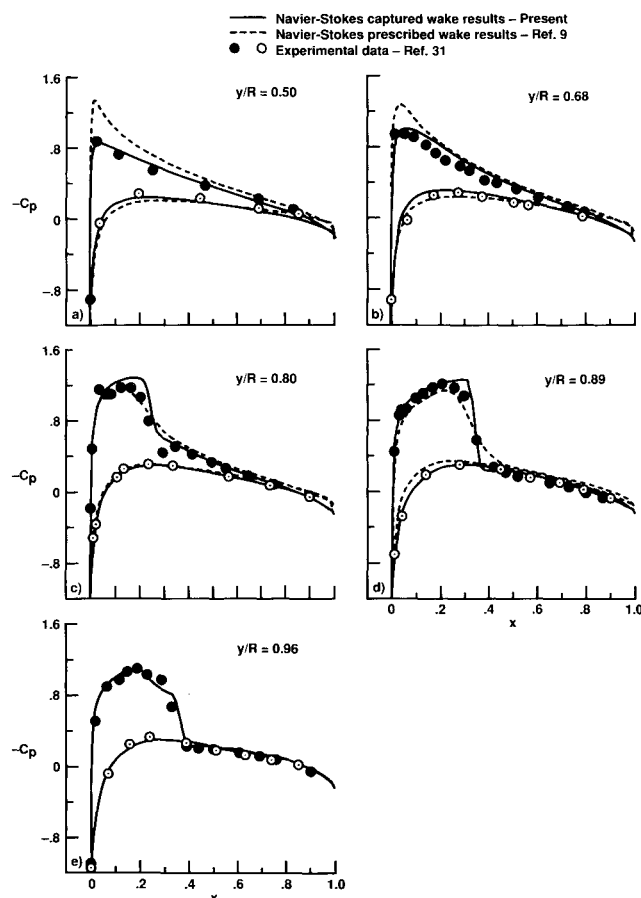 Navier-Stokes captured wake results – Present
Navier-Stokes prescribed wake results – Ref. 9
Experimental data – Ref. 31
1.6
.8
0
–.8
–Cp
y/R = 0.50
a)
y/R = 0.68
b)
1.6
.8
0
–.8
–Cp
y/R = 0.80
c)
y/R = 0.89
d)
0 .2 .4 .6 .8 1.0
x
1.6
.8
0
–.8
–Cp
y/R = 0.96
e)
0 .2 .4 .6 .8 1.0